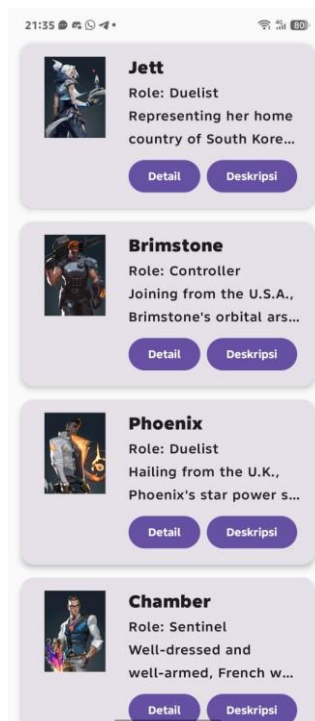 21:35
80
Jett
Role: Duelist
Representing her home
country of South Kore...
Detail Deskripsi
Brimstone
Role: Controller
Joining from the U.S.A.,
Brimstone's orbital ars...
Detail Deskripsi
Phoenix
Role: Duelist
Hailing from the U.K.,
Phoenix's star power s...
Detail Deskripsi
Chamber
Role: Sentinel
Well-dressed and
well-armed, French w...
Detail Deskripsi